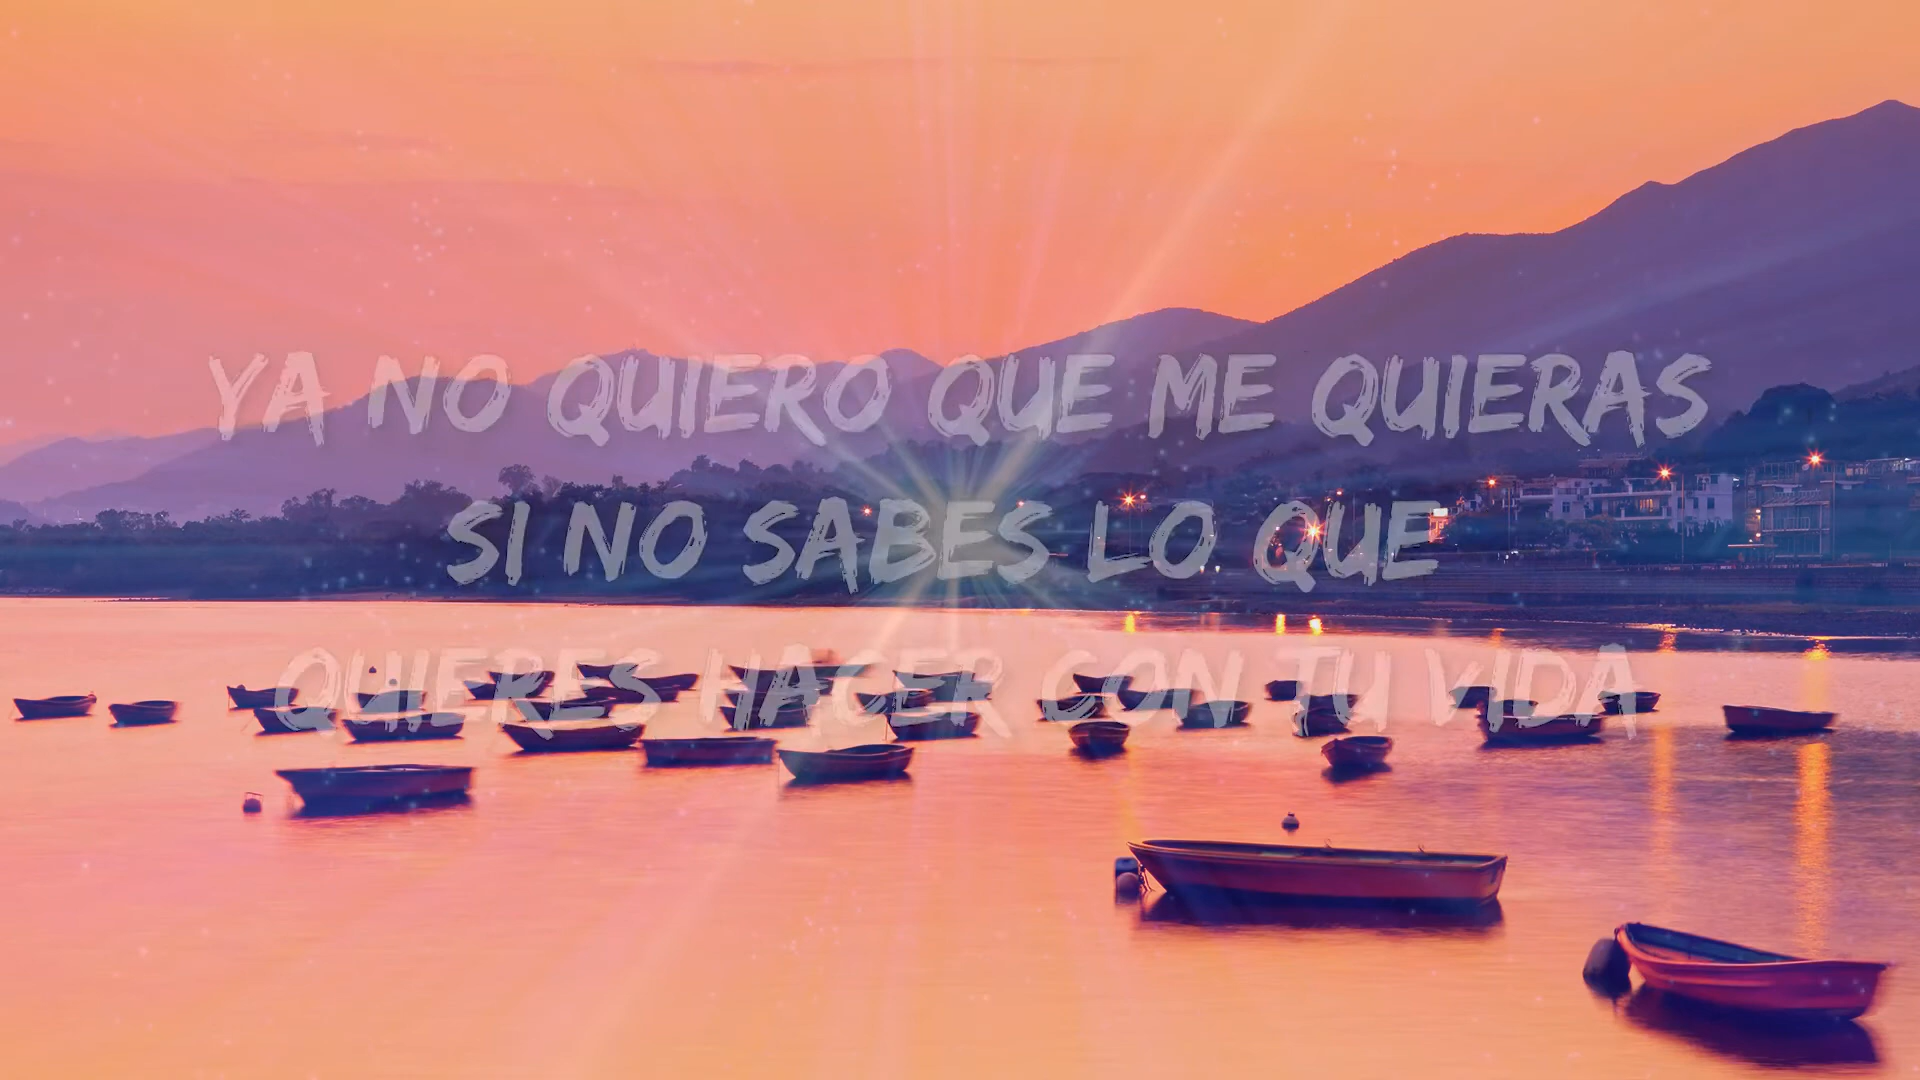 YA NO QUIERO QUE ME QUIERAS
SI NO SABES LO QUE
QUIERES HACER CON TU VIDA